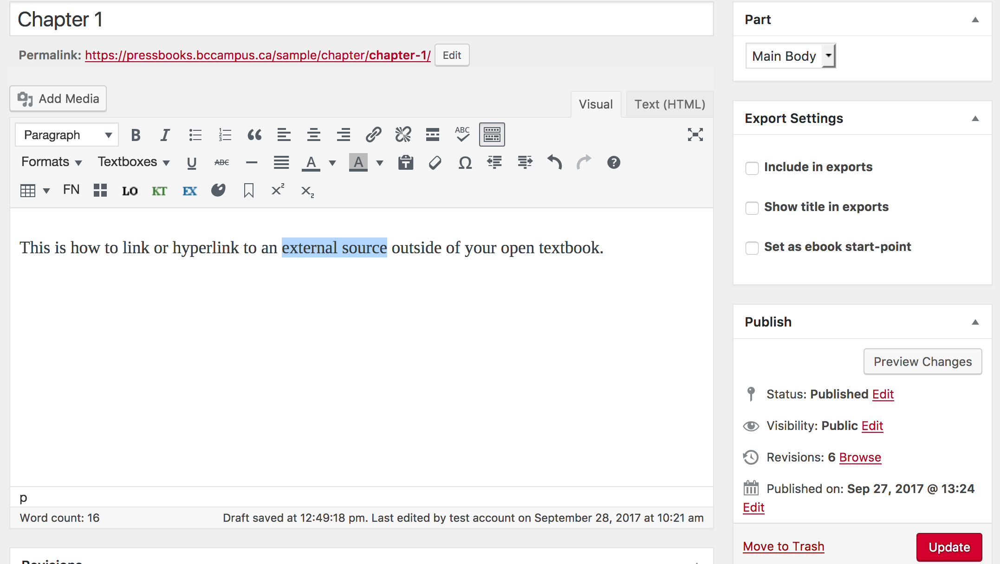 Chapter 1
Permalink: https://pressbooks.bccampus.ca/sample/chapter/chapter-1/ Edit
Add Media
Visual Text (HTML)
Paragraph B I ABC
Formats Textboxes U ABC A A T Ω ?
FN LO KT EX X² X₂
This is how to link or hyperlink to an external source outside of your open textbook.
p
Word count: 16 Draft saved at 12:49:18 pm. Last edited by test account on September 28, 2017 at 10:21 am
Revisions
Part
Main Body
Export Settings
Include in exports
Show title in exports
Set as ebook start-point
Publish
Preview Changes
Status: Published Edit
Visibility: Public Edit
Revisions: 6 Browse
Published on: Sep 27, 2017 @ 13:24
Edit
Move to Trash Update